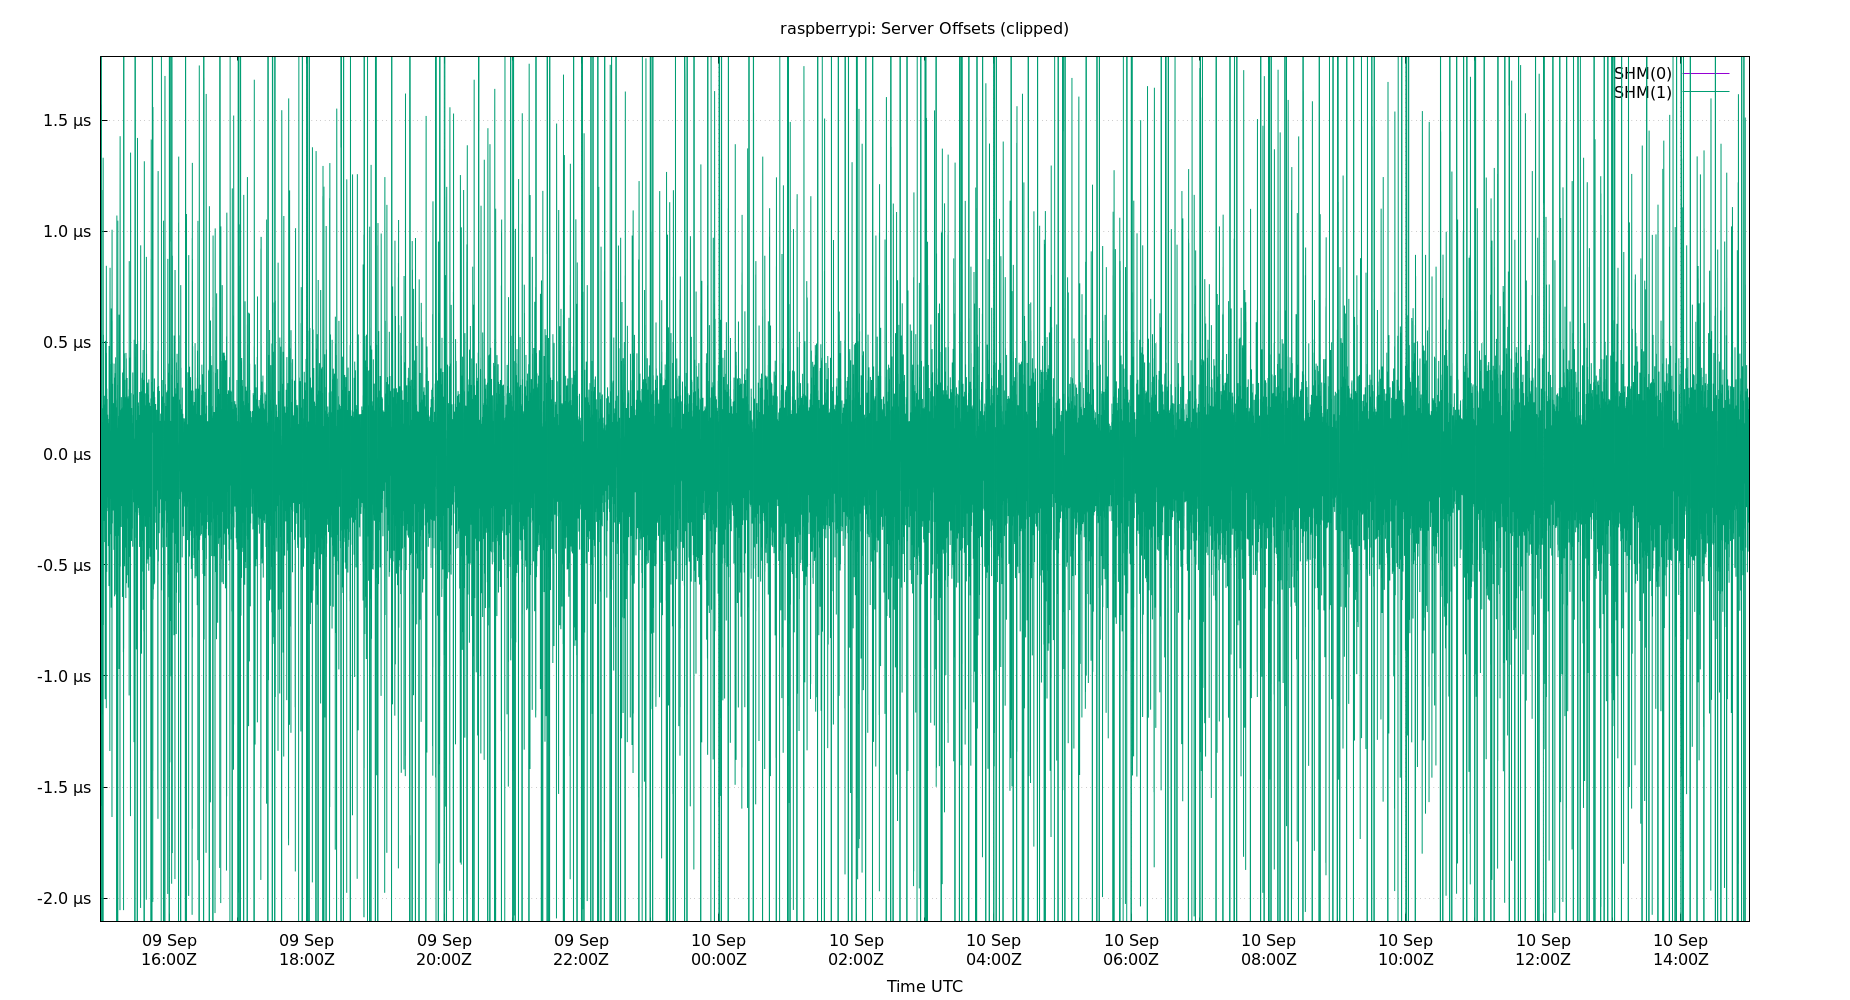 raspberrypi: Server Offsets (clipped)
SHM(0)
SHM(1)
1.5 µs
1.0 µs
0.5 µs
0.0 µs
-0.5 µs
-1.0 µs
-1.5 µs
-2.0 µs
09 Sep 09 Sep 09 Sep 09 Sep 10 Sep 10 Sep 10 Sep 10 Sep 10 Sep 10 Sep 10 Sep 10 Sep
16:00Z 18:00Z 20:00Z 22:00Z 00:00Z 02:00Z 04:00Z 06:00Z 08:00Z 10:00Z 12:00Z 14:00Z
Time UTC